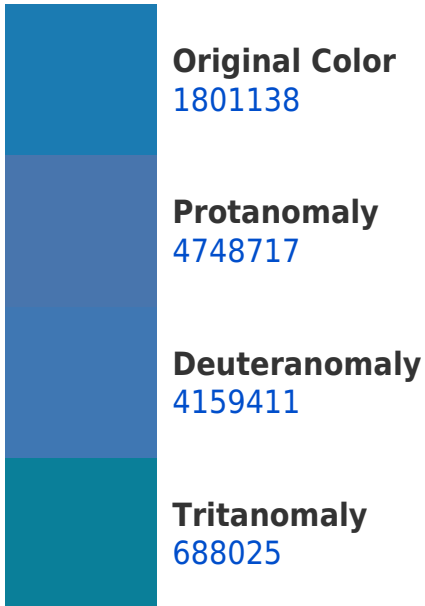 Original Color
1801138
Protanomaly
4748717
Deuteranomaly
4159411
Tritanomaly
688025